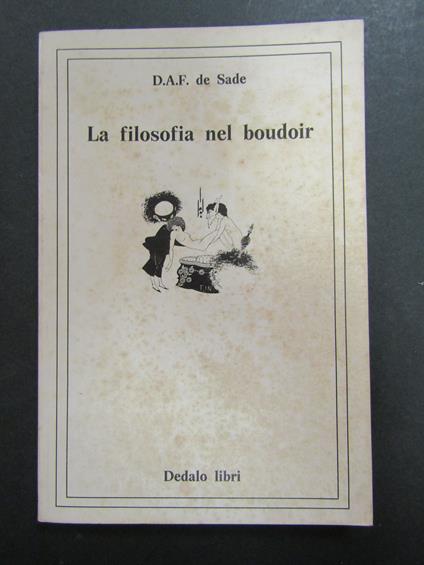 D.A.F. de Sade
La filosofia nel boudoir
Dedalo libri